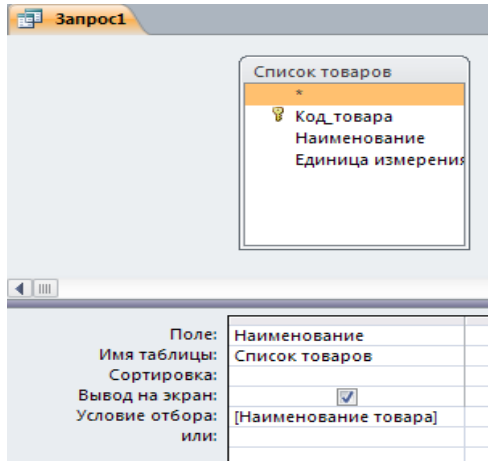 Запрос1
Список товаров
*
Код_товара
Наименование
Единица измерения
Поле: Наименование
Имя таблицы: Список товаров
Сортировка:
Вывод на экран:
Условие отбора: [Наименование товара]
или: